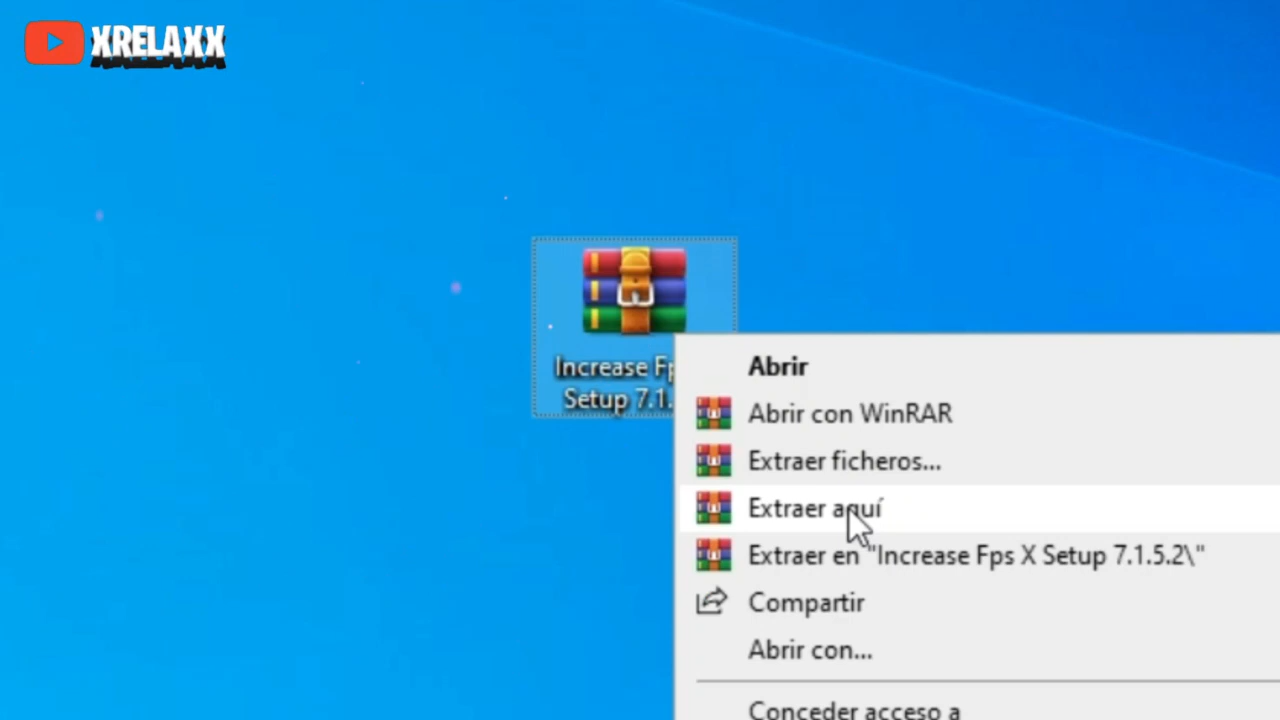 XRELAXX
Increase Fp
Setup 7.1.
Abrir
Abrir con WinRAR
Extraer ficheros...
Extraer aquí
Extraer en "Increase Fps X Setup 7.1.5.2\"
Compartir
Abrir con...
Conceder acceso a